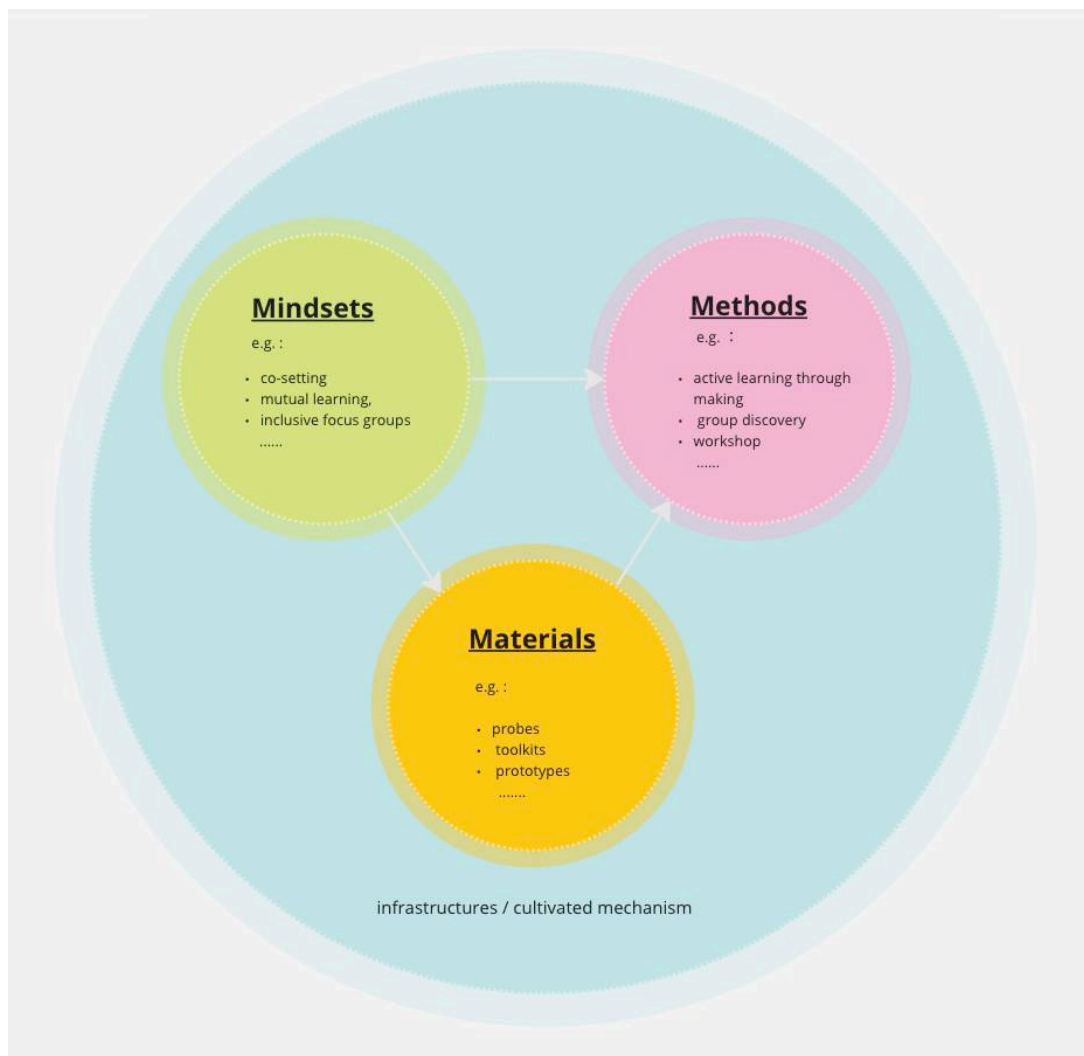 Mindsets
e.g. :
• co-setting
• mutual learning,
• inclusive focus groups
......
Methods
e.g. ：
• active learning through
making
• group discovery
• workshop
......
Materials
e.g. :
• probes
• toolkits
• prototypes
.......
infrastructures / cultivated mechanism